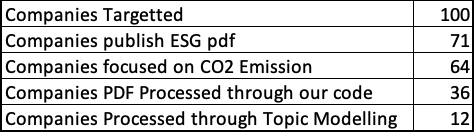 Companies Targetted 100
Companies publish ESG pdf 71
Companies focused on CO2 Emission 64
Companies PDF Processed through our code 36
Companies Processed through Topic Modelling 12